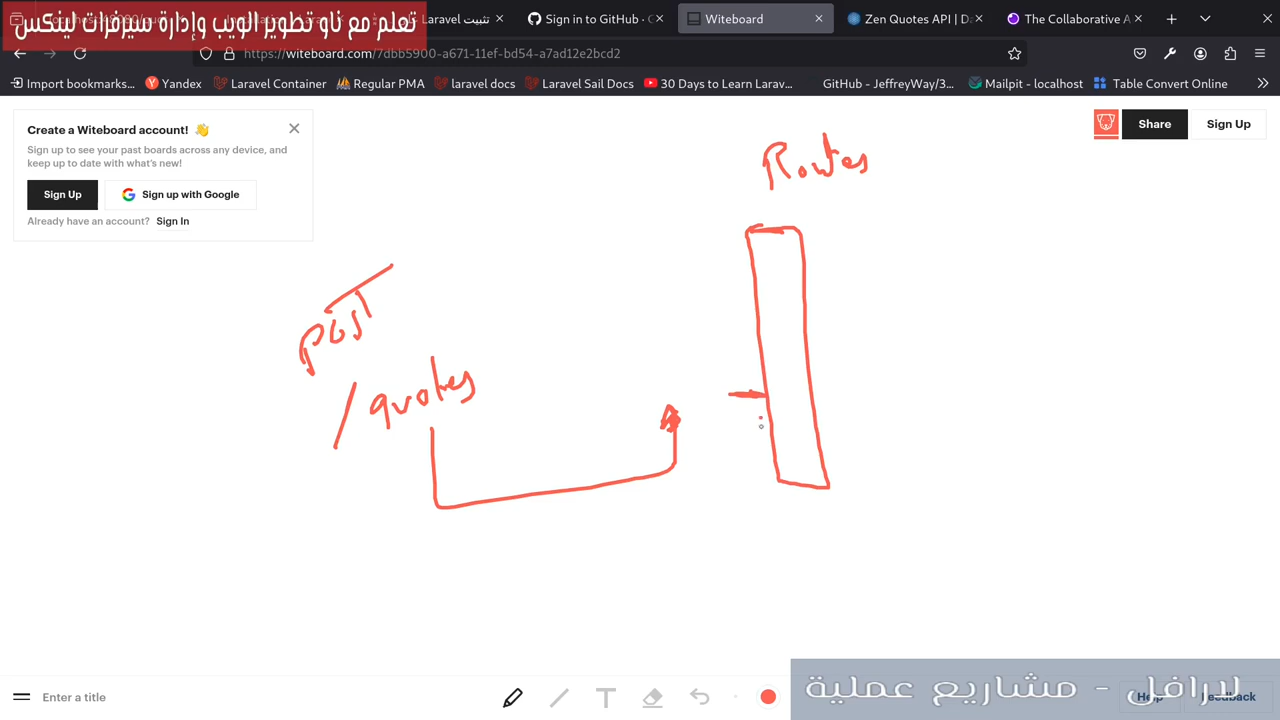 تعلم مع ناو تطوير الويب وإدارة سيرفرات لينكس
تثبيت Laravel
Sign in to GitHub · G
Witeboard
ZenQuotes API | Da
The Collaborative A
https://witeboard.com/7dbb5900-a671-11ef-bd54-a7ad12e2bcd2
Import bookmarks...
Yandex
Laravel Container
Regular PMA
laravel docs
Laravel Sail Docs
30 Days to Learn Larav...
GitHub - JeffreyWay/3...
Mailpit - localhost
Table Convert Online
Create a Witeboard account! 👋
Sign up to see your past boards across any device, and
keep up to date with what's new!
Sign Up
Sign up with Google
Already have an account? Sign In
Share
Sign Up
Routes
post
/quotes
Enter a title
Help
Feedback
لارافل - مشاريع عملية